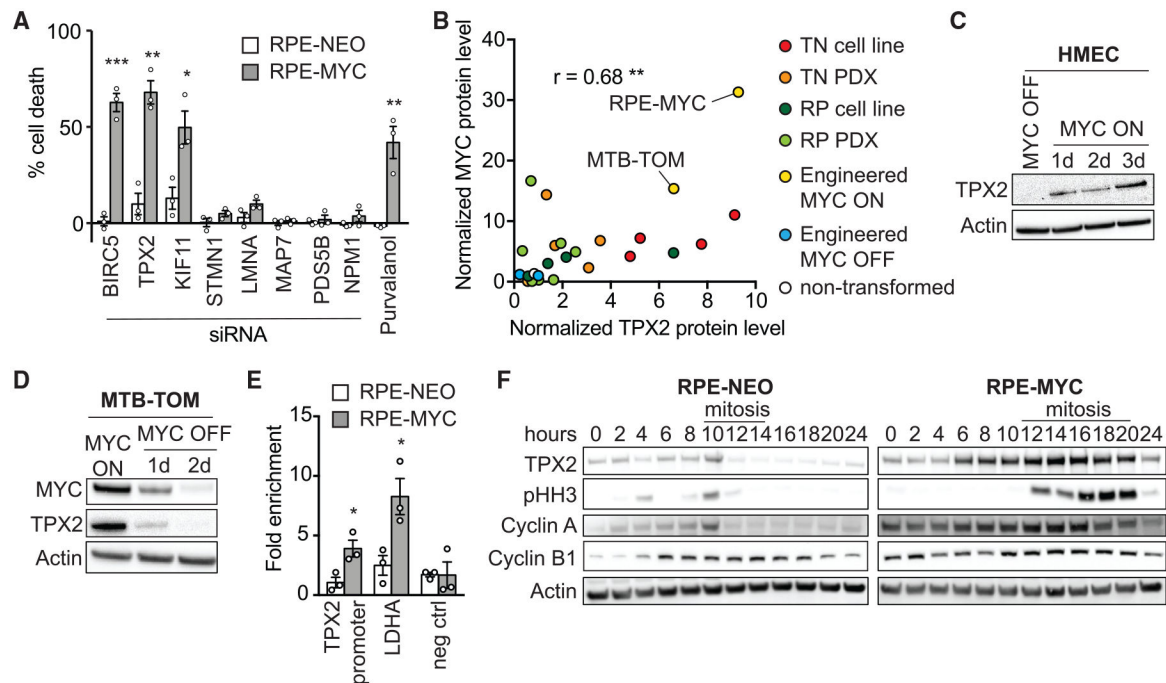 A
100
50
0
% cell death
RPE-NEO
RPE-MYC
***
**
*
**
BIRC5
TPX2
KIF11
STMN1
LMNA
MAP7
PDS5B
NPM1
Purvalanol
siRNA
B
Normalized MYC protein level
40
30
20
10
0
r = 0.68 **
RPE-MYC
MTB-TOM
0 2 4 6 8 10
Normalized TPX2 protein level
TN cell line
TN PDX
RP cell line
RP PDX
Engineered
MYC ON
Engineered
MYC OFF
non-transformed
C
HMEC
MYC OFF
MYC ON
1d 2d 3d
TPX2
Actin
D
MTB-TOM
MYC
ON
MYC OFF
1d 2d
MYC
TPX2
Actin
E
RPE-NEO
RPE-MYC
Fold enrichment
15
10
5
0
*
*
TPX2
promoter
LDHA
neg ctrl
F
RPE-NEO
mitosis
hours 0 2 4 6 8 10 12 14 16 18 20 24
RPE-MYC
mitosis
0 2 4 6 8 10 12 14 16 18 20 24
TPX2
pHH3
Cyclin A
Cyclin B1
Actin